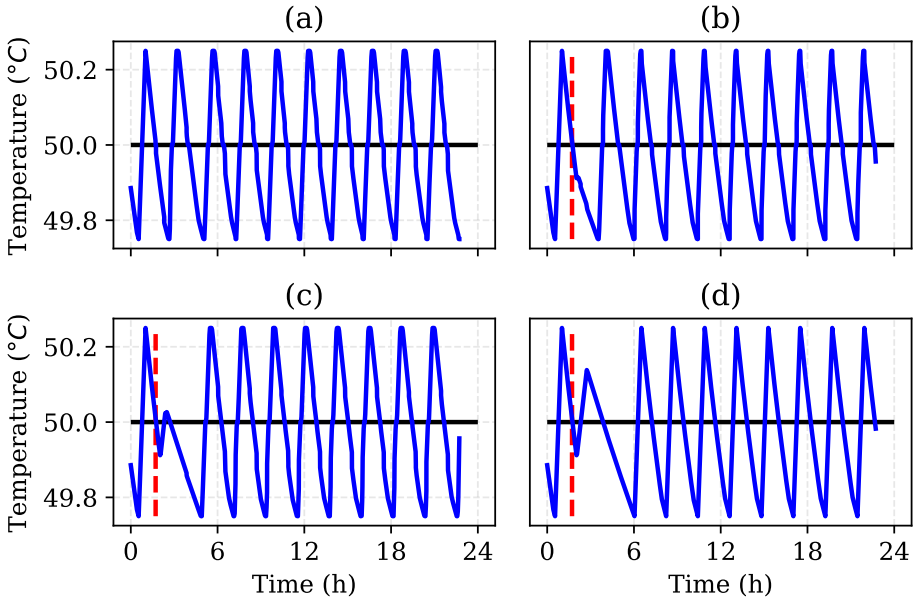 (a)
(b)
Temperature (°C)
50.2
50.0
49.8
(c)
(d)
Temperature (°C)
50.2
50.0
49.8
0 6 12 18 24
0 6 12 18 24
Time (h)
Time (h)